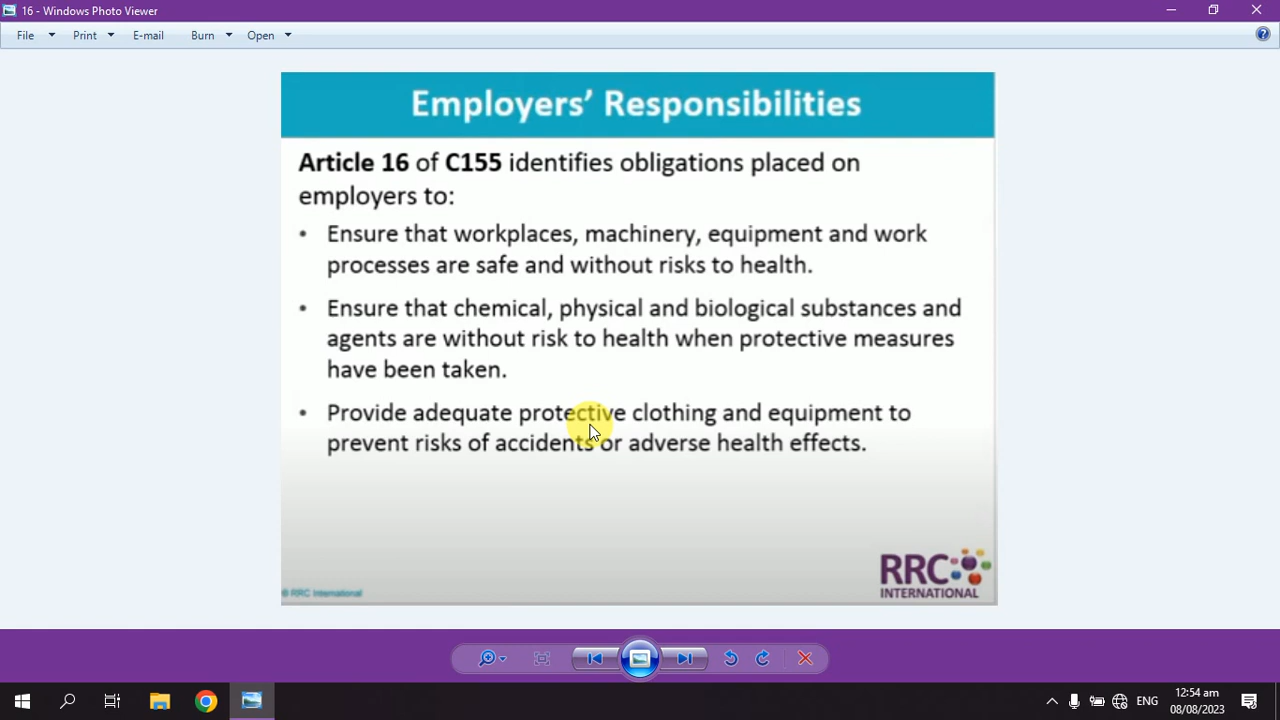 16 - Windows Photo Viewer
File Print E-mail Burn Open
Employers’ Responsibilities
Article 16 of C155 identifies obligations placed on
employers to:
• Ensure that workplaces, machinery, equipment and work
processes are safe and without risks to health.
• Ensure that chemical, physical and biological substances and
agents are without risk to health when protective measures
have been taken.
• Provide adequate protective clothing and equipment to
prevent risks of accidents or adverse health effects.
© RRC International
RRC
INTERNATIONAL
ENG
12:54 am
08/08/2023